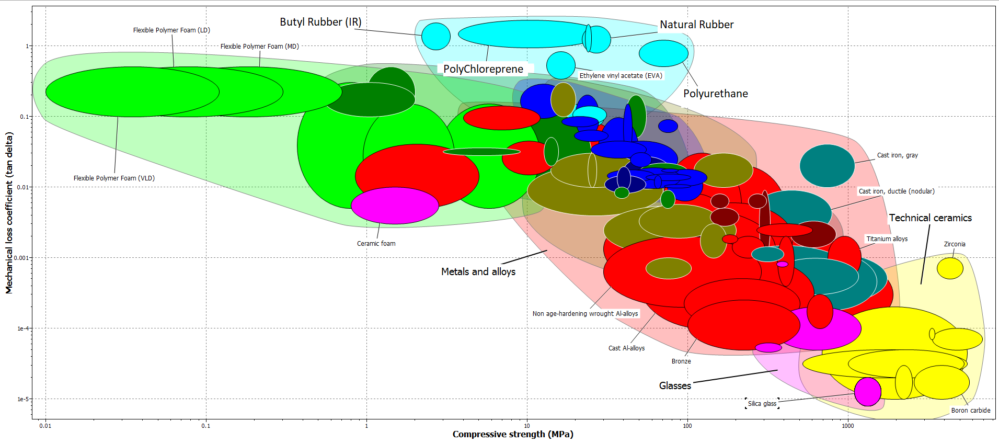 Butyl Rubber (IR)
Natural Rubber
Flexible Polymer Foam (LD)
Flexible Polymer Foam (MD)
PolyChloreprene
Ethylene vinyl acetate (EVA)
Polyurethane
Flexible Polymer Foam (VLD)
Cast iron, gray
Cast iron, ductile (nodular)
Technical ceramics
Titanium alloys
Zirconia
Ceramic foam
Metals and alloys
Non age-hardening wrought Al-alloys
Cast Al-alloys
Bronze
Glasses
Silica glass
Boron carbide
Mechanical loss coefficient (tan delta)
1
0.1
0.01
0.001
1e-4
1e-5
0.01 0.1 1 10 100 1000
Compressive strength (MPa)